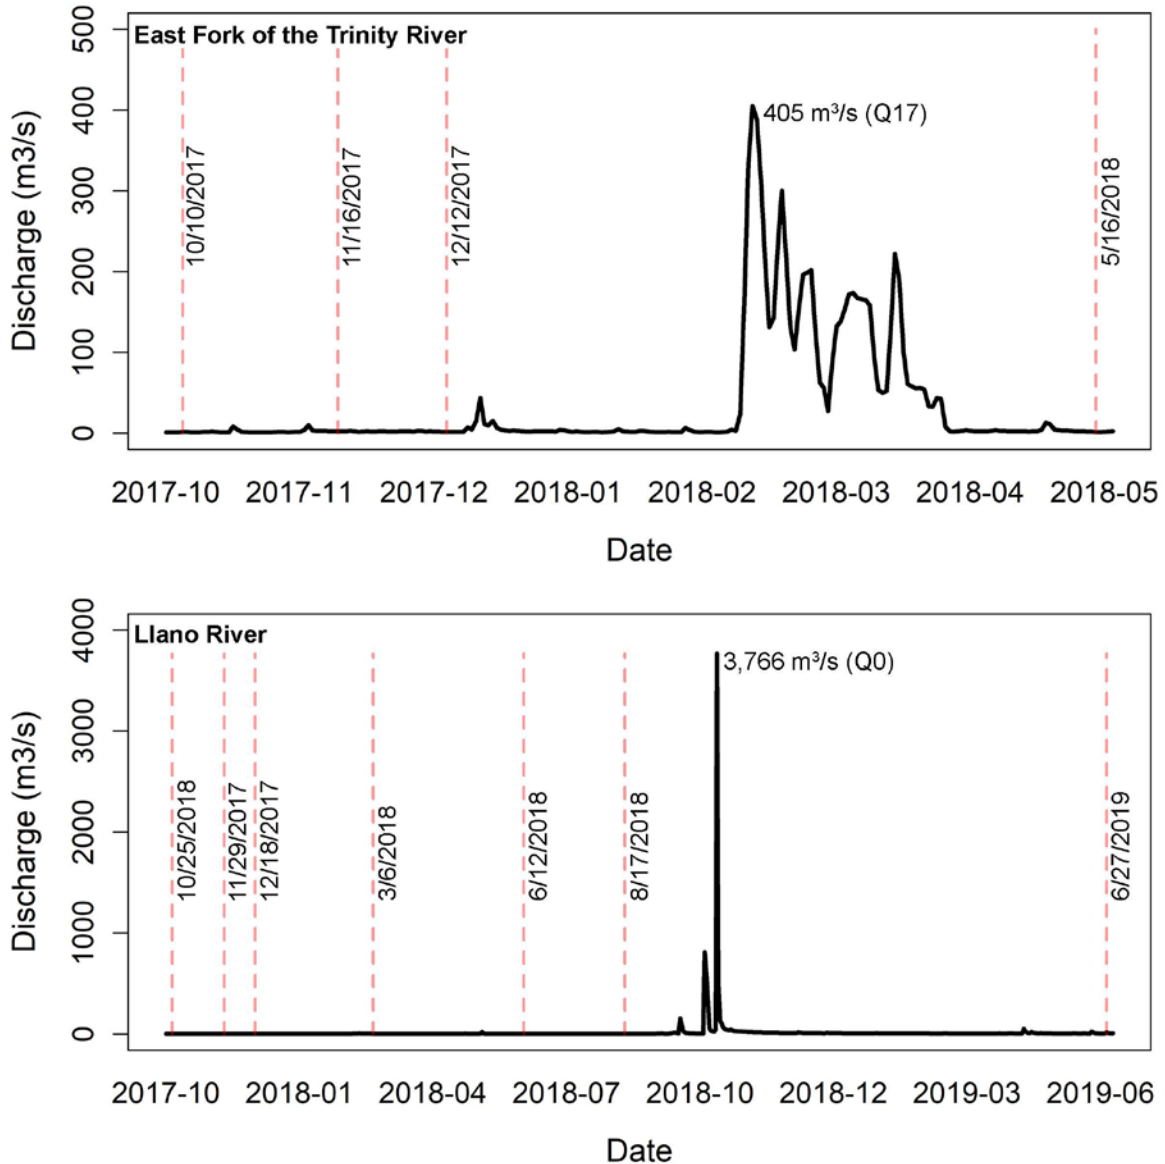 East Fork of the Trinity River
Discharge (m3/s)
500
400
300
200
100
0
10/10/2017
11/16/2017
12/12/2017
405 m³/s (Q17)
5/16/2018
2017-10 2017-11 2017-12 2018-01 2018-02 2018-03 2018-04 2018-05
Date
Llano River
Discharge (m3/s)
4000
3000
2000
1000
0
10/25/2018
11/29/2017
12/18/2017
3/6/2018
6/12/2018
8/17/2018
3,766 m³/s (Q0)
6/27/2019
2017-10 2018-01 2018-04 2018-07 2018-10 2018-12 2019-03 2019-06
Date